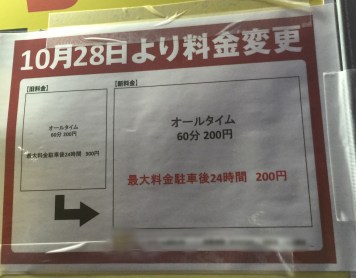 10月28日より料金変更
【旧料金】
オールタイム
60分 200円
最大料金駐車後24時間
【新料金】
オールタイム
60分 200円
最大料金駐車後24時間 200円